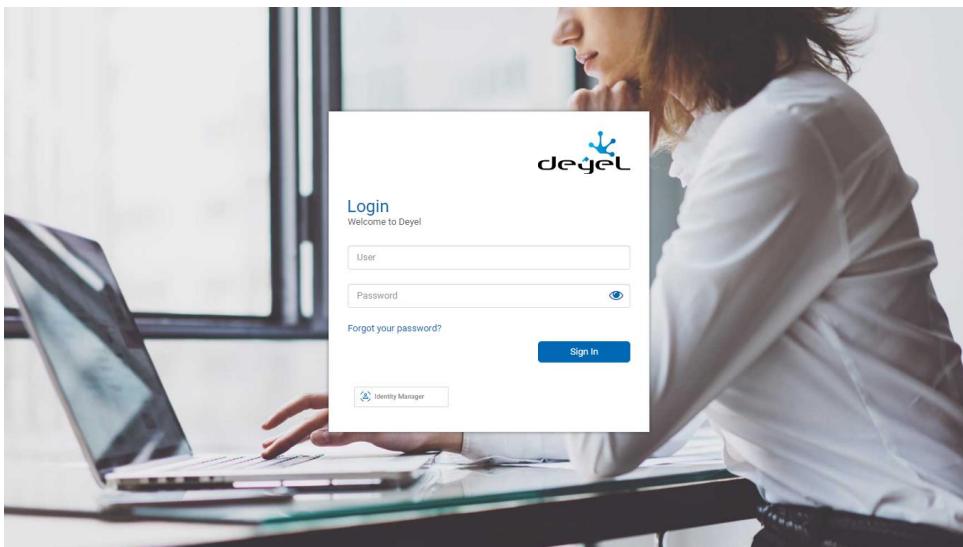 deyel
Login
Welcome to Deyel
User
Password
Forgot your password?
Sign In
Identity Manager